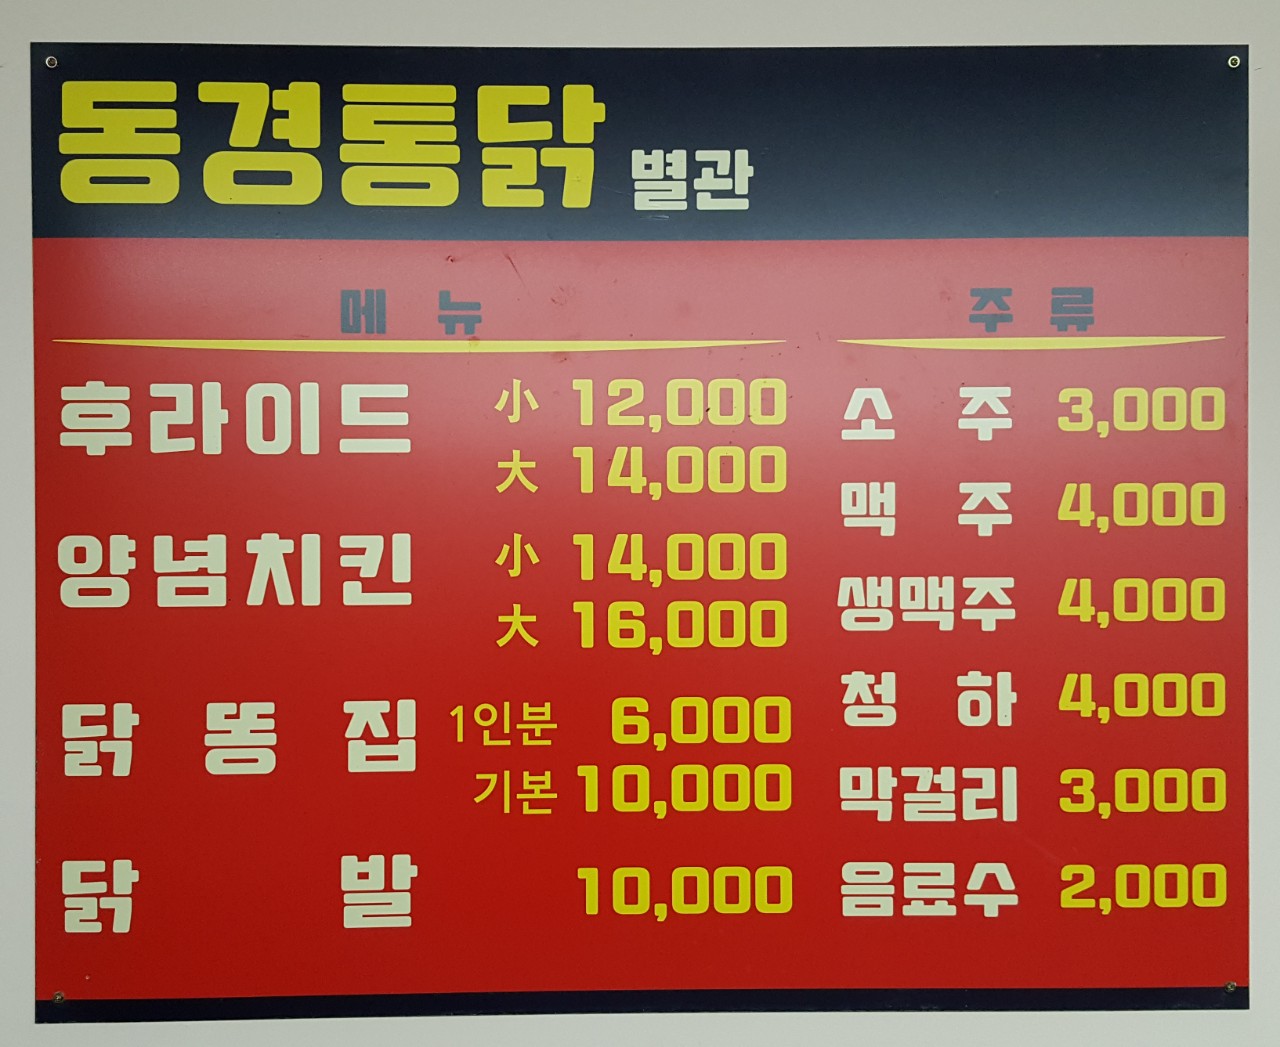 동경통닭 별관
메뉴
후라이드 小 12,000
大 14,000
양념치킨 小 14,000
大 16,000
닭똥집 1인분 6,000
기본 10,000
닭발 10,000
주류
소주 3,000
맥주 4,000
생맥주 4,000
청하 4,000
막걸리 3,000
음료수 2,000